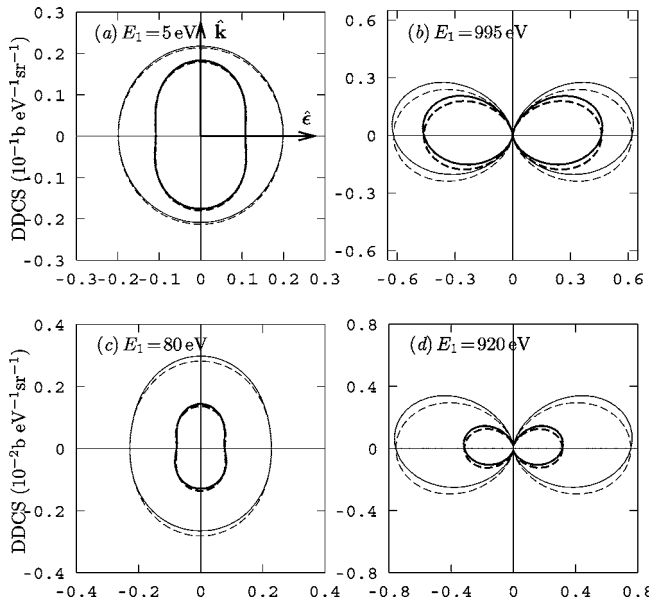 (a) E₁ = 5 eV
k̂
ε̂
DDCS (10⁻¹b eV⁻¹sr⁻¹)
0.3
0.2
0.1
0
-0.1
-0.2
-0.3
-0.3 -0.2 -0.1 0 0.1 0.2 0.3
(b) E₁ = 995 eV
0.6
0.3
0
-0.3
-0.6
-0.6 -0.3 0 0.3 0.6
(c) E₁ = 80 eV
DDCS (10⁻²b eV⁻¹sr⁻¹)
0.4
0.2
0
-0.2
-0.4
-0.4 -0.2 0 0.2 0.4
(d) E₁ = 920 eV
0.8
0.4
0
-0.4
-0.8
-0.8 -0.4 0 0.4 0.8